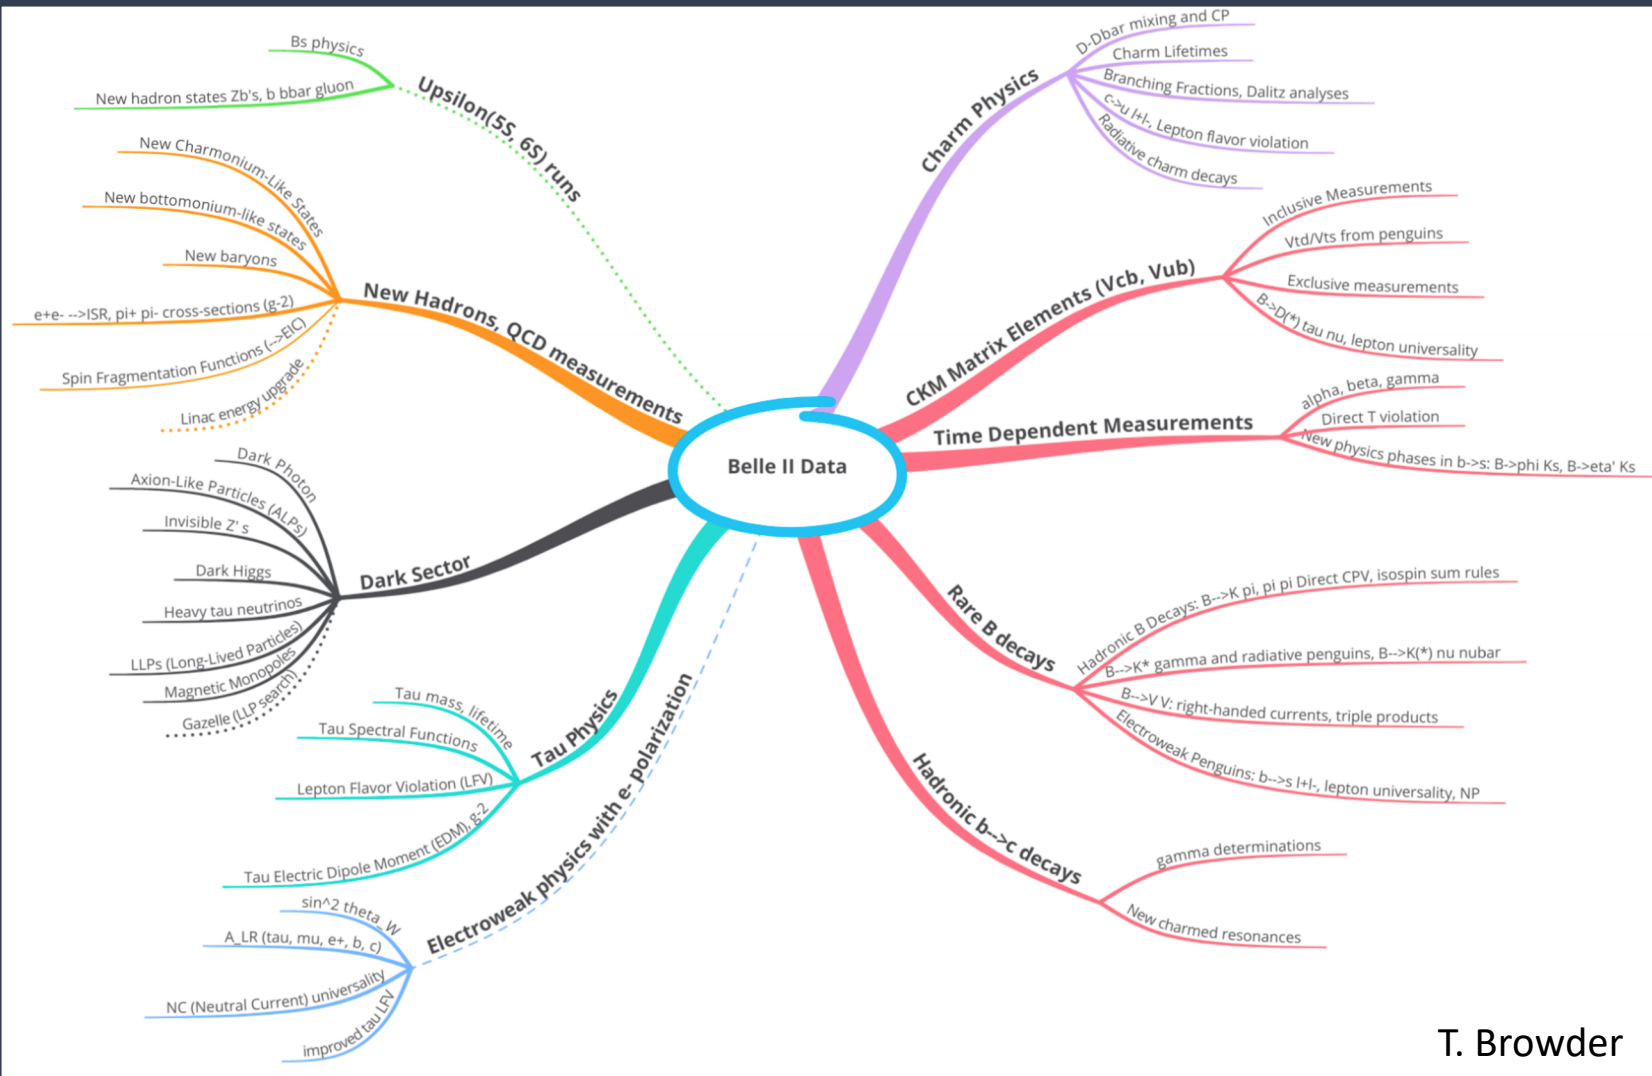 Belle II Data
Upsilon(5S, 6S) runs
Bs physics
New hadron states Zb's, b bbar gluon
New Hadrons, QCD measurements
New Charmonium-Like States
New bottomonium-like states
New baryons
e+e- -->ISR, pi+ pi- cross-sections (g-2)
Spin Fragmentation Functions (-->EIC)
Linac energy upgrade
Dark Sector
Dark Photon
Axion-Like Particles (ALPs)
Invisible Z' s
Dark Higgs
Heavy tau neutrinos
LLPs (Long-Lived Particles)
Magnetic Monopoles
Gazelle (LLP search)
Tau Physics
Tau mass, lifetime
Tau Spectral Functions
Lepton Flavor Violation (LFV)
Tau Electric Dipole Moment (EDM), g-2
Electroweak physics with e- polarization
sin^2 theta_W
A_LR (tau, mu, e+, b, c)
NC (Neutral Current) universality
improved tau LFV
Charm Physics
D-Dbar mixing and CP
Charm Lifetimes
Branching Fractions, Dalitz analyses
c->u l+l-, Lepton flavor violation
Radiative charm decays
CKM Matrix Elements (Vcb, Vub)
Inclusive Measurements
Vtd/Vts from penguins
Exclusive measurements
B->D(*) tau nu, lepton universality
Time Dependent Measurements
alpha, beta, gamma
Direct T violation
New physics phases in b->s: B->phi Ks, B->eta' Ks
Rare B decays
Hadronic B Decays: B-->K pi, pi pi Direct CPV, isospin sum rules
B-->K* gamma and radiative penguins, B-->K(*) nu nubar
B-->V V: right-handed currents, triple products
Electroweak Penguins: b-->s l+l-, lepton universality, NP
Hadronic b-->c decays
gamma determinations
New charmed resonances
T. Browder